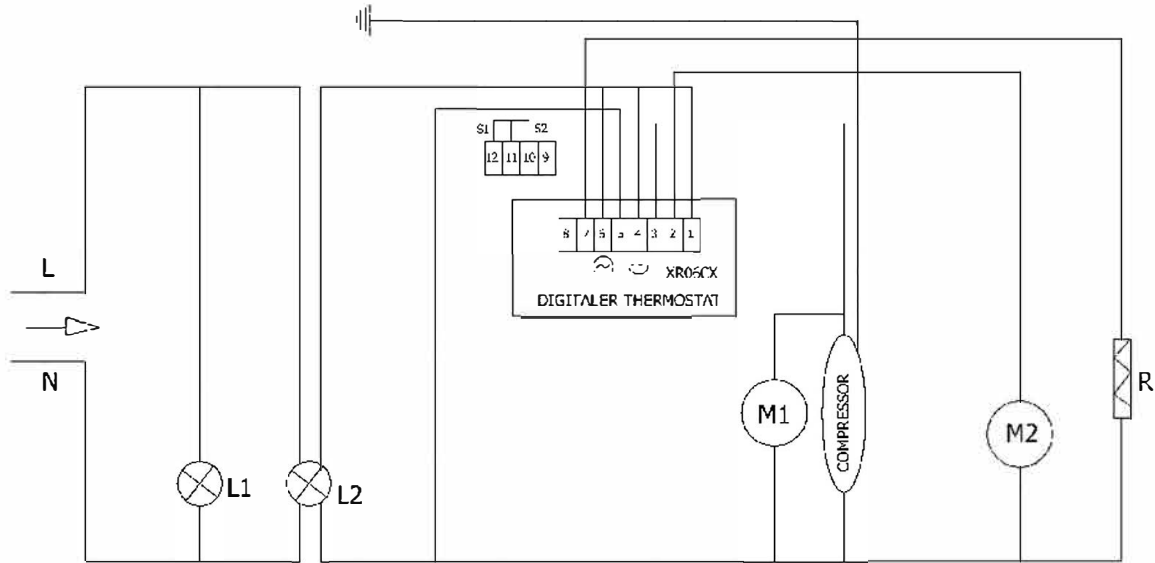 S1
S2
12 11 10 9
8 7 6 5 4 3 2 1
XR06CX
DIGITALER THERMOSTAT
L
N
L1
L2
M1
COMPRESSOR
M2
R